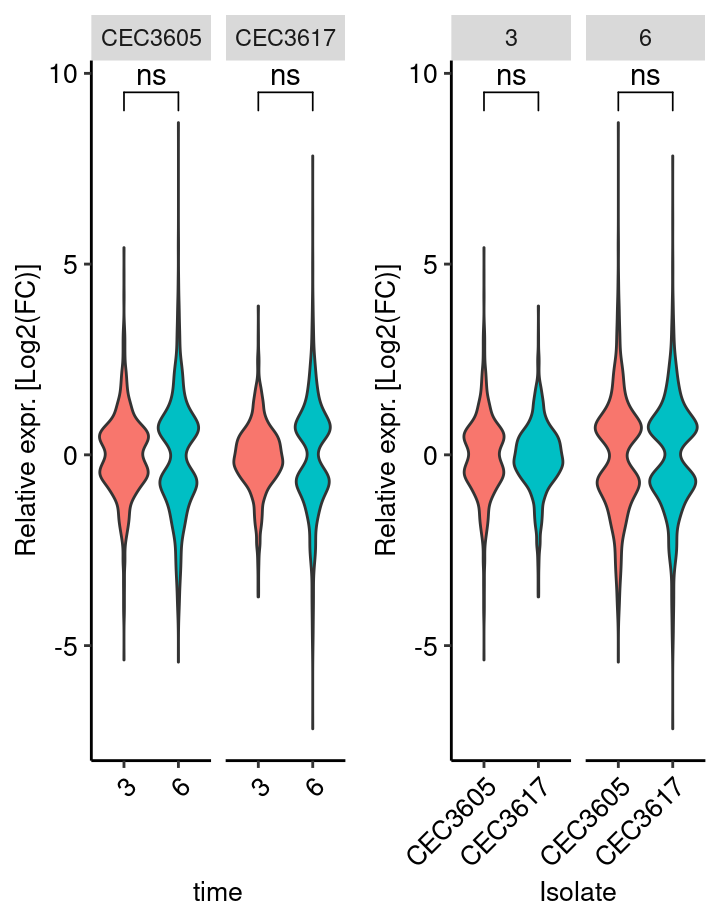 CEC3605 CEC3617
ns ns
10
5
0
-5
Relative expr. [Log2(FC)]
3 6 3 6
time
3 6
ns ns
10
5
0
-5
Relative expr. [Log2(FC)]
CEC3605 CEC3617 CEC3605 CEC3617
Isolate